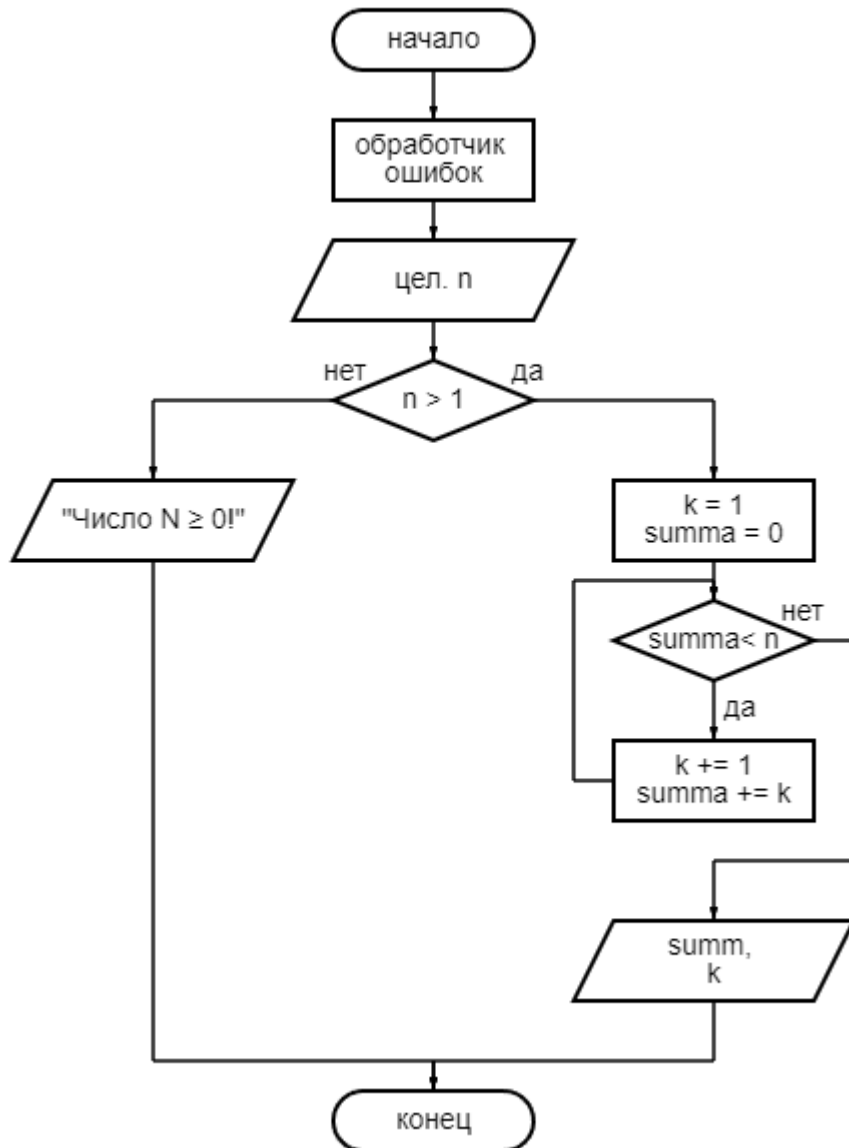 начало
обработчик
ошибок
цел. n
нет
да
n > 1
"Число N ≥ 0!"
k = 1
summa = 0
нет
summa< n
да
k += 1
summa += k
summ,
k
конец